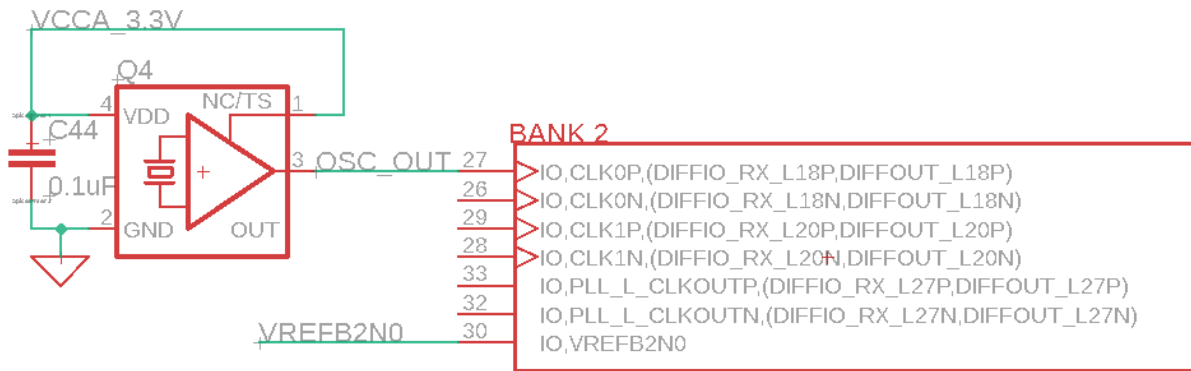 VCCA_3.3V
Q4
4 VDD NC/TS 1
C44
0.1uF
3 OSC_OUT
2 GND OUT
BANK 2
27 IO,CLK0P,(DIFFIO_RX_L18P,DIFFOUT_L18P)
26 IO,CLK0N,(DIFFIO_RX_L18N,DIFFOUT_L18N)
29 IO,CLK1P,(DIFFIO_RX_L20P,DIFFOUT_L20P)
28 IO,CLK1N,(DIFFIO_RX_L20N,DIFFOUT_L20N)
33 IO,PLL_L_CLKOUTP,(DIFFIO_RX_L27P,DIFFOUT_L27P)
32 IO,PLL_L_CLKOUTN,(DIFFIO_RX_L27N,DIFFOUT_L27N)
VREFB2N0 30 IO,VREFB2N0